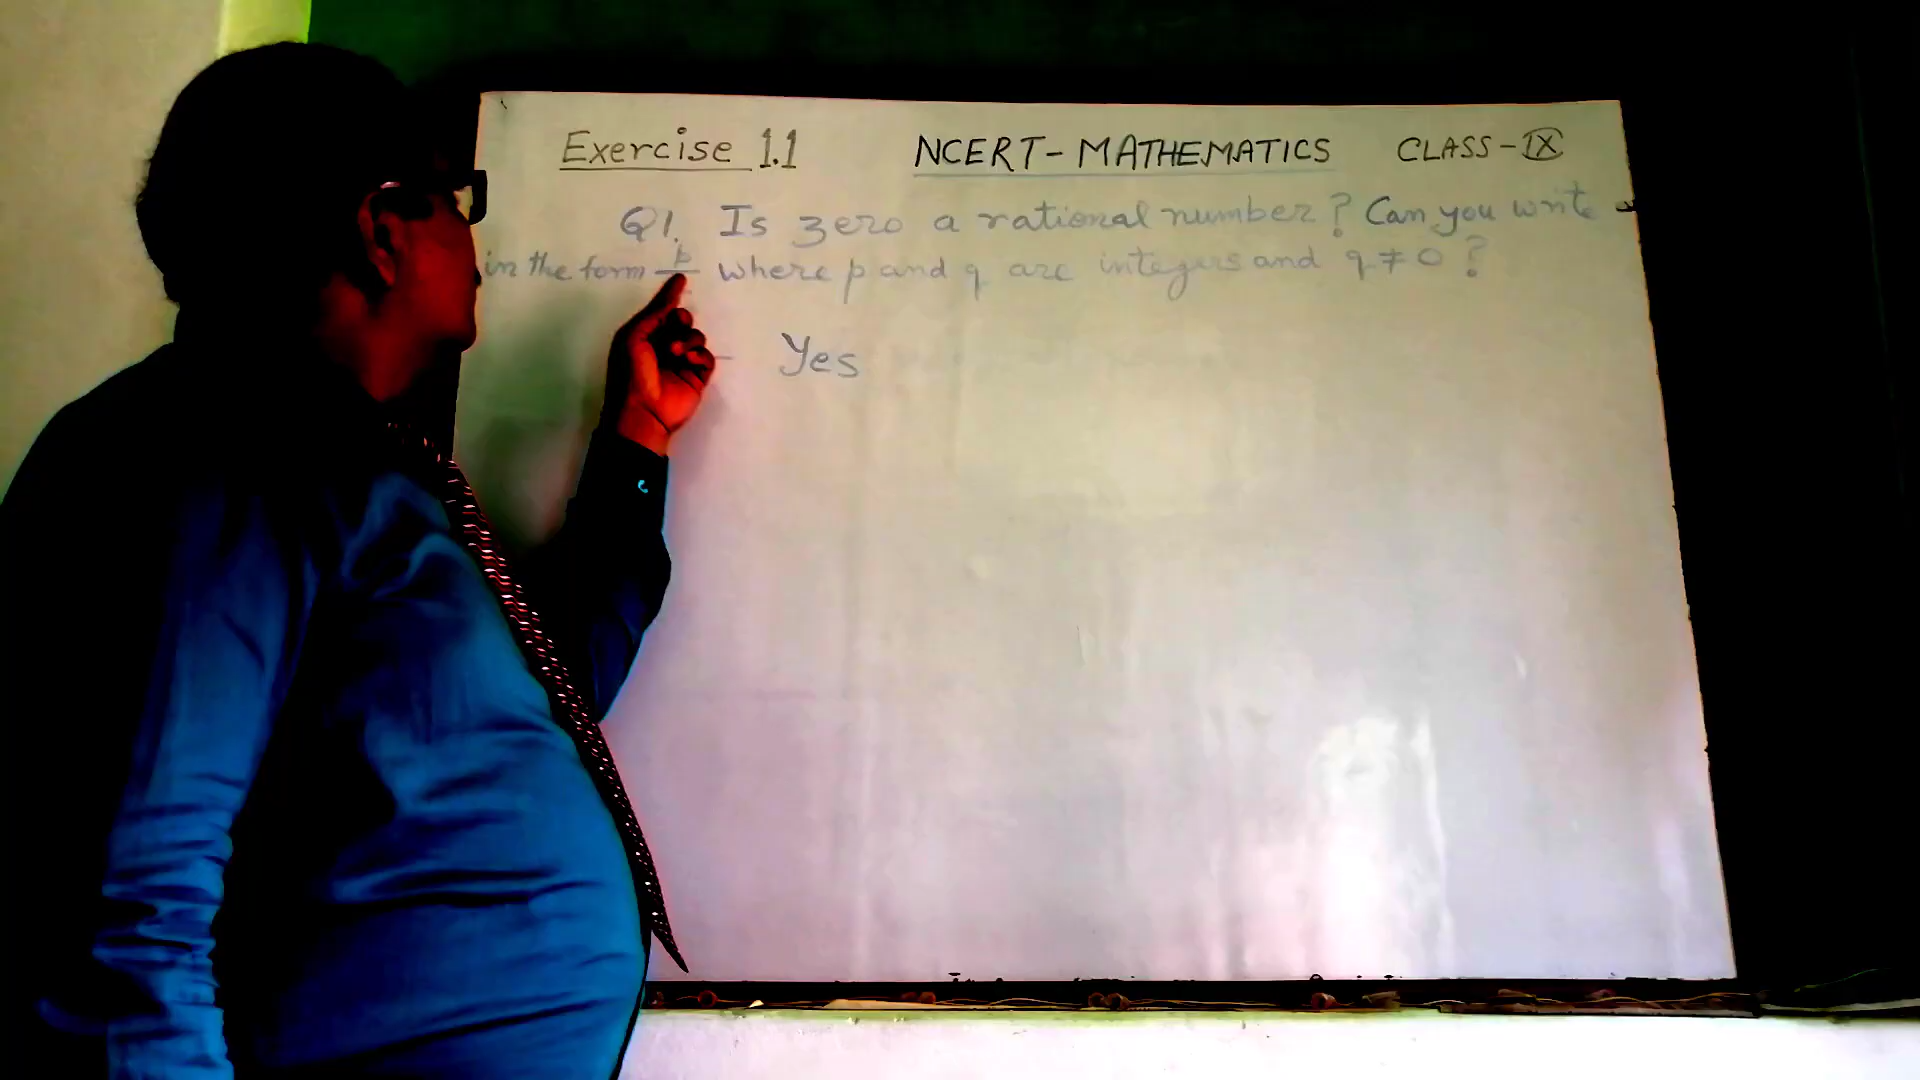 Exercise 1.1 NCERT - MATHEMATICS CLASS - IX
Q1. Is zero a rational number? Can you write
in the form p where p and q are integers and q ≠ 0 ?
- Yes